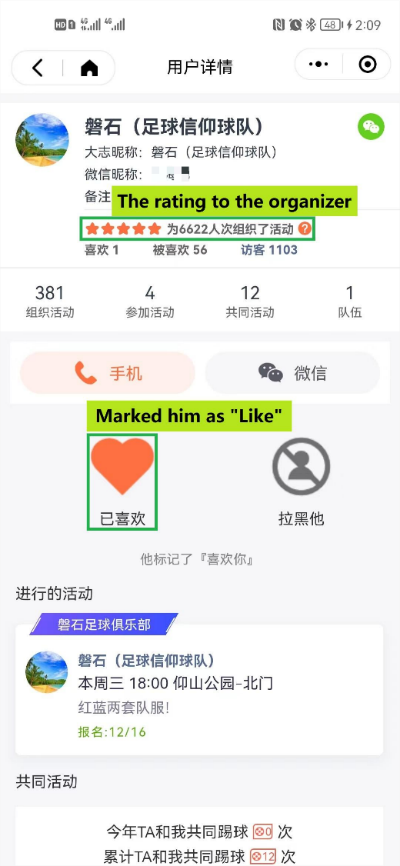 HD 1 4G 4G 48 2:09
用户详情
磐石（足球信仰球队）
大志昵称: 磐石（足球信仰球队）
微信昵称:
备注
The rating to the organizer
为6622人次组织了活动 ?
喜欢 1 被喜欢 56 访客 1103
381 4 12 1
组织活动 参加活动 共同活动 队伍
手机 微信
Marked him as "Like"
已喜欢 拉黑他
他标记了『喜欢你』
进行的活动
磐石足球俱乐部
磐石（足球信仰球队）
本周三 18:00 仰山公园-北门
红蓝两套队服!
报名:12/16
共同活动
今年TA和我共同踢球 0 次
累计TA和我共同踢球 12 次